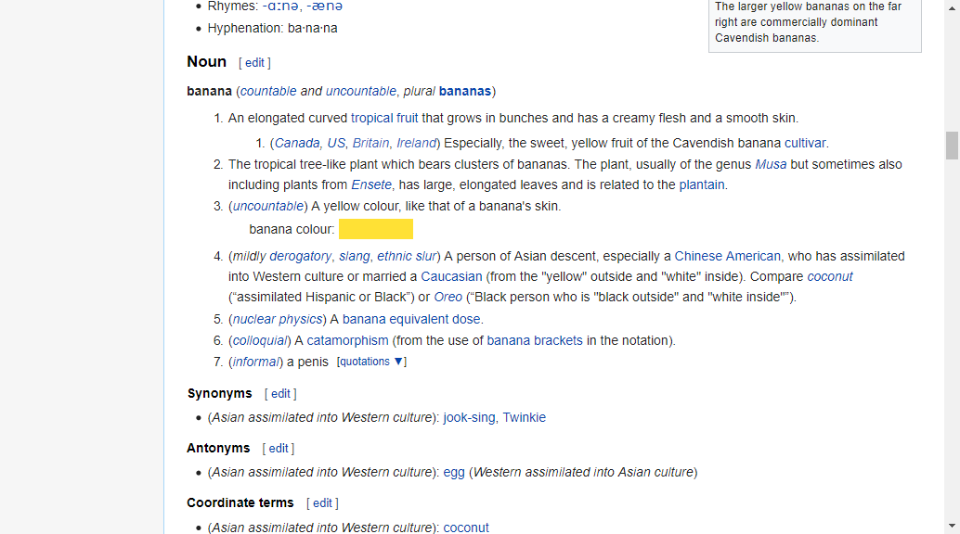 Rhymes: -ɑːnə, -ænə
Hyphenation: ba‧na‧na
The larger yellow bananas on the far
right are commercially dominant
Cavendish bananas.
Noun [ edit ]
banana (countable and uncountable, plural bananas)
1. An elongated curved tropical fruit that grows in bunches and has a creamy flesh and a smooth skin.
1. (Canada, US, Britain, Ireland) Especially, the sweet, yellow fruit of the Cavendish banana cultivar.
2. The tropical tree-like plant which bears clusters of bananas. The plant, usually of the genus Musa but sometimes also
including plants from Ensete, has large, elongated leaves and is related to the plantain.
3. (uncountable) A yellow colour, like that of a banana's skin.
banana colour:
4. (mildly derogatory, slang, ethnic slur) A person of Asian descent, especially a Chinese American, who has assimilated
into Western culture or married a Caucasian (from the "yellow" outside and "white" inside). Compare coconut
(“assimilated Hispanic or Black”) or Oreo (“Black person who is "black outside" and "white inside"”).
5. (nuclear physics) A banana equivalent dose.
6. (colloquial) A catamorphism (from the use of banana brackets in the notation).
7. (informal) a penis [quotations ▼]
Synonyms [ edit ]
(Asian assimilated into Western culture): jook-sing, Twinkie
Antonyms [ edit ]
(Asian assimilated into Western culture): egg (Western assimilated into Asian culture)
Coordinate terms [ edit ]
(Asian assimilated into Western culture): coconut